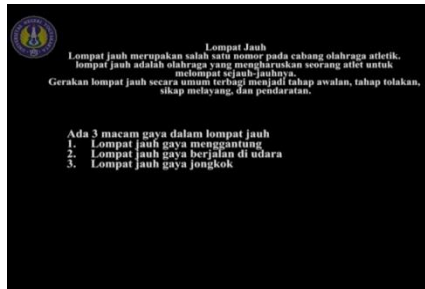 Lompat Jauh
Lompat jauh merupakan salah satu nomor pada cabang olahraga atletik.
lompat jauh adalah olahraga yang mengharuskan seorang atlet untuk
melompat sejauh-jauhnya.
Gerakan lompat jauh secara umum terbagi menjadi tahap awalan, tahap tolakan,
sikap melayang, dan pendaratan.
Ada 3 macam gaya dalam lompat jauh
1. Lompat jauh gaya menggantung
2. Lompat jauh gaya berjalan di udara
3. Lompat jauh gaya jongkok